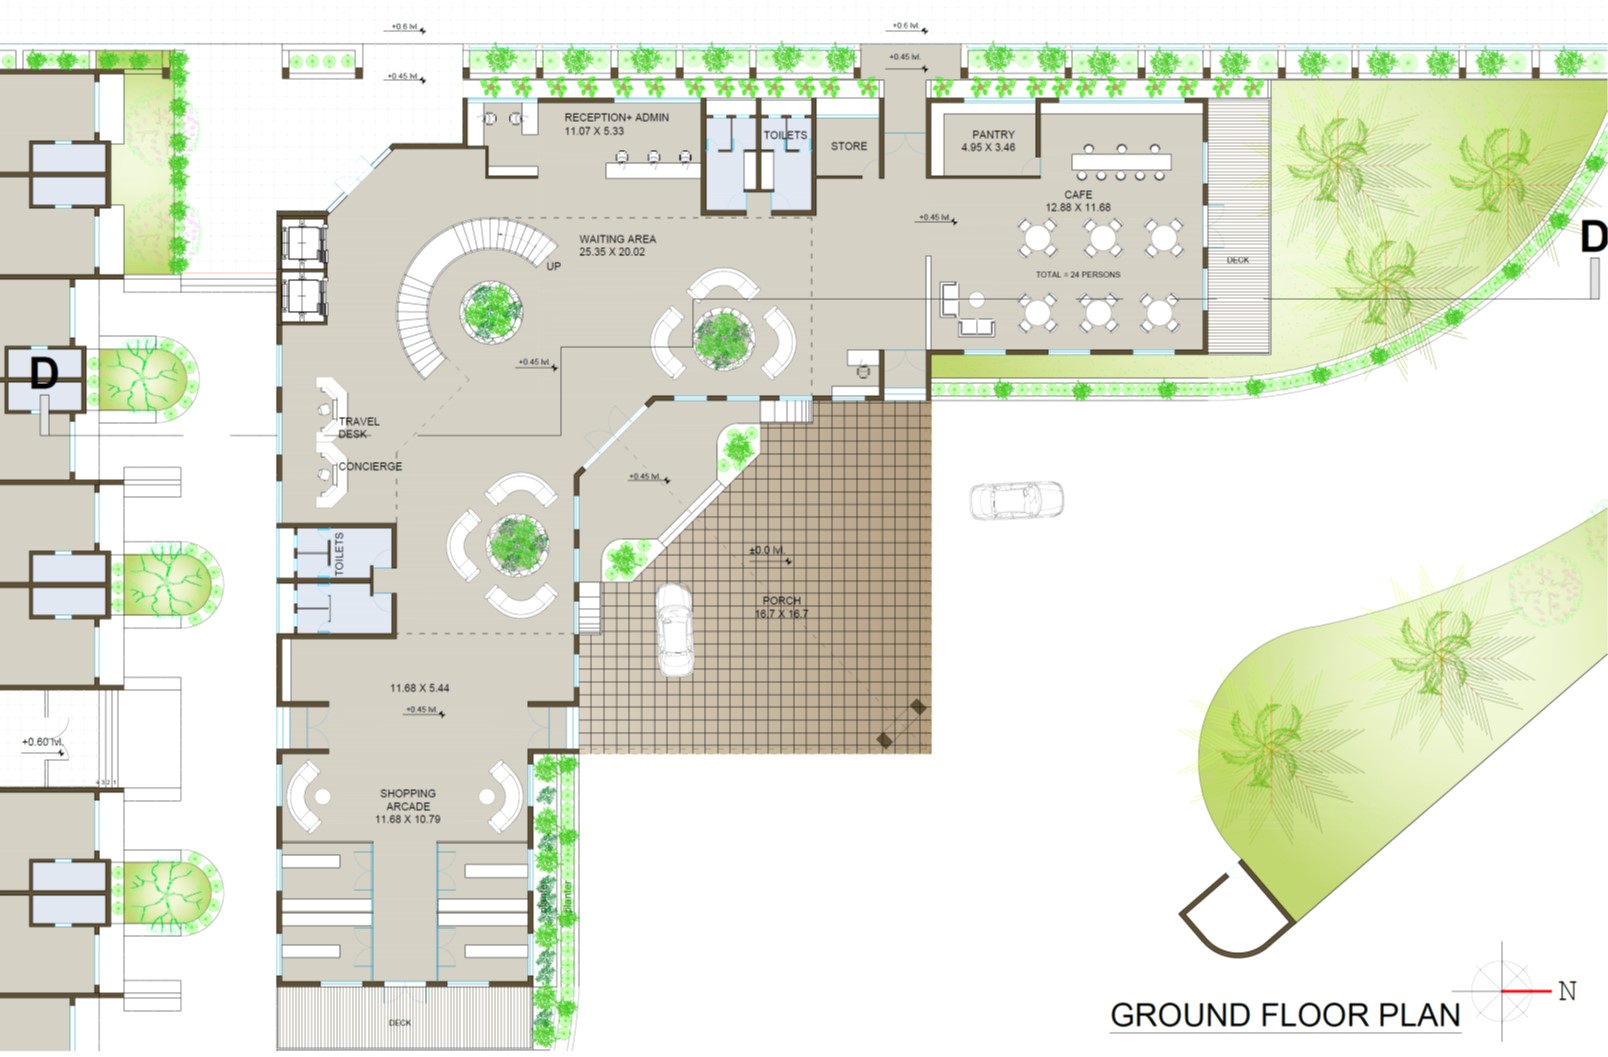 +0.6 lvl.
+0.6 lvl.
+0.45 lvl.
+0.45 lvl.
RECEPTION+ ADMIN
11.07 X 5.33
TOILETS
STORE
PANTRY
4.95 X 3.46
CAFE
12.88 X 11.68
+0.45 lvl.
WAITING AREA
25.35 X 20.02
UP
TOTAL = 24 PERSONS
DECK
D
D
+0.45 lvl.
TRAVEL
DESK
CONCIERGE
+0.45 lvl.
TOILETS
±0.0 lvl.
PORCH
16.7 X 16.7
11.68 X 5.44
+0.45 lvl.
+0.60 lvl.
4 3 2 1
SHOPPING
ARCADE
11.68 X 10.79
planter
DECK
N
GROUND FLOOR PLAN